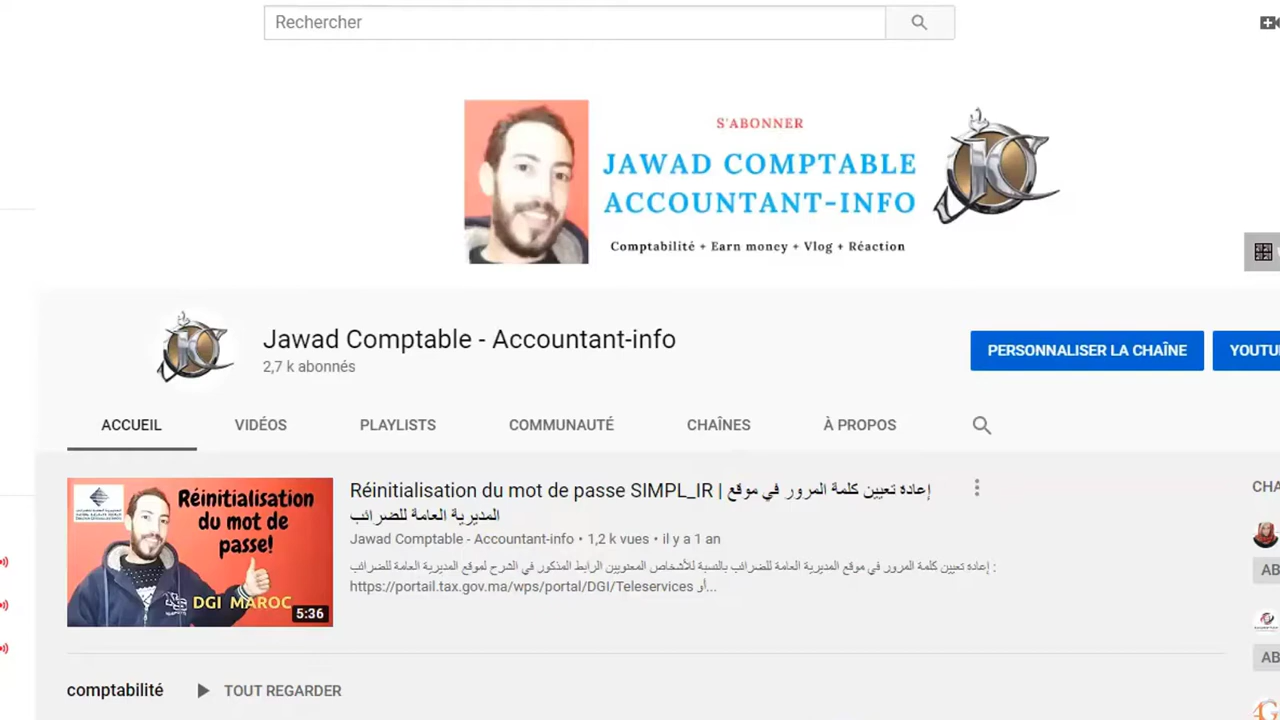 Rechercher
S'ABONNER
JAWAD COMPTABLE
ACCOUNTANT-INFO
Comptabilité + Earn money + Vlog + Réaction
Jawad Comptable - Accountant-info
2,7 k abonnés
PERSONNALISER LA CHAÎNE
YOUTU
ACCUEIL
VIDÉOS
PLAYLISTS
COMMUNAUTÉ
CHAÎNES
À PROPOS
Réinitialisation
du mot de
passe!
DGI MAROC
5:36
Réinitialisation du mot de passe SIMPL_IR | إعادة تعيين كلمة المرور في موقع
المديرية العامة للضرائب
Jawad Comptable - Accountant-info • 1,2 k vues • il y a 1 an
إعادة تعيين كلمة المرور في موقع المديرية العامة للضرائب بالنسبة للأشخاص المعنويين الرابط المذكور في الشرح لموقع المديرية العامة للضرائب :
https://portail.tax.gov.ma/wps/portal/DGI/Teleservices أو...
CHA
AB
AB
comptabilité
TOUT REGARDER